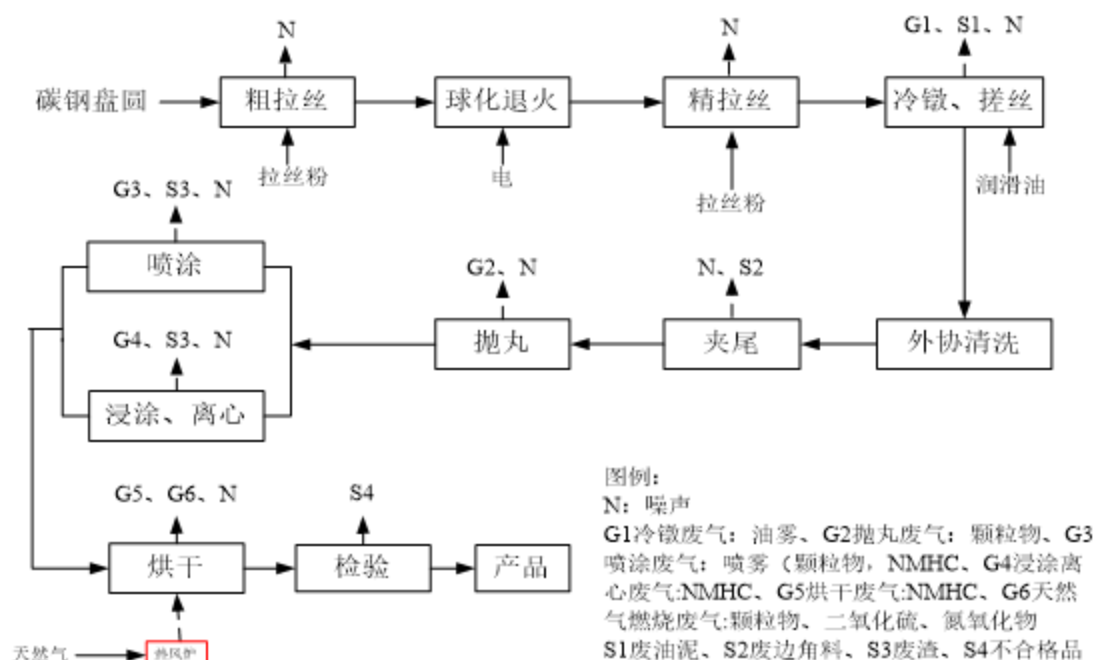 N
N
G1、S1、N
碳钢盘圆
粗拉丝
球化退火
精拉丝
冷镦、搓丝
拉丝粉
电
拉丝粉
润滑油
G3、S3、N
喷涂
G2、N
N、S2
G4、S3、N
抛丸
夹尾
外协清洗
浸涂、离心
G5、G6、N
S4
烘干
检验
产品
天然气
热风炉
图例：
N：噪声
G1冷镦废气：油雾、G2抛丸废气：颗粒物、G3
喷涂废气：喷雾（颗粒物，NMHC、G4浸涂离
心废气:NMHC、G5烘干废气:NMHC、G6天然
气燃烧废气:颗粒物、二氧化硫、氮氧化物
S1废油泥、S2废边角料、S3废渣、S4不合格品